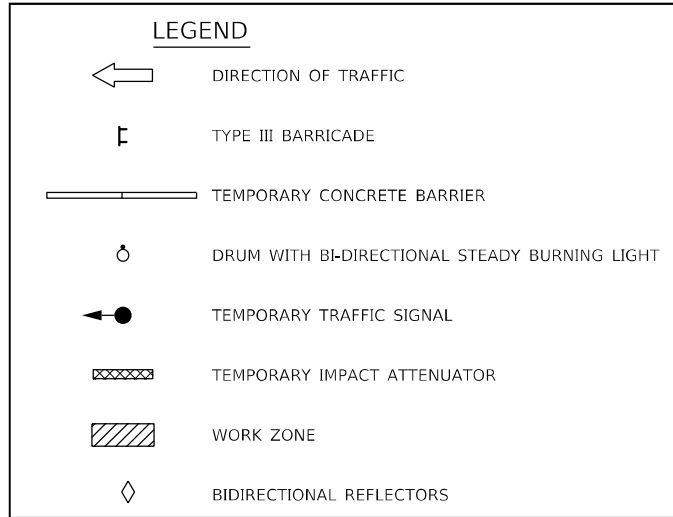 LEGEND
DIRECTION OF TRAFFIC
TYPE III BARRICADE
TEMPORARY CONCRETE BARRIER
DRUM WITH BI-DIRECTIONAL STEADY BURNING LIGHT
TEMPORARY TRAFFIC SIGNAL
TEMPORARY IMPACT ATTENUATOR
WORK ZONE
BIDIRECTIONAL REFLECTORS